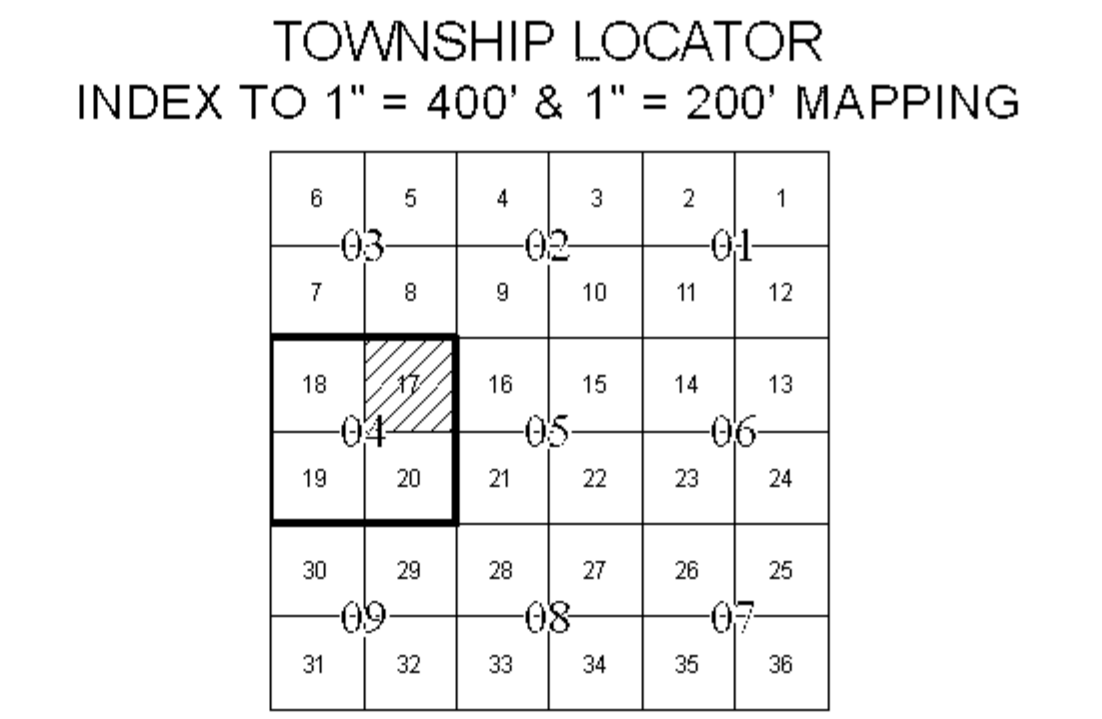 TOWNSHIP LOCATOR
INDEX TO 1" = 400' & 1" = 200' MAPPING
6 5 4 3 2 1
03 02 01
7 8 9 10 11 12
18 17 16 15 14 13
04 05 06
19 20 21 22 23 24
30 29 28 27 26 25
09 08 07
31 32 33 34 35 36